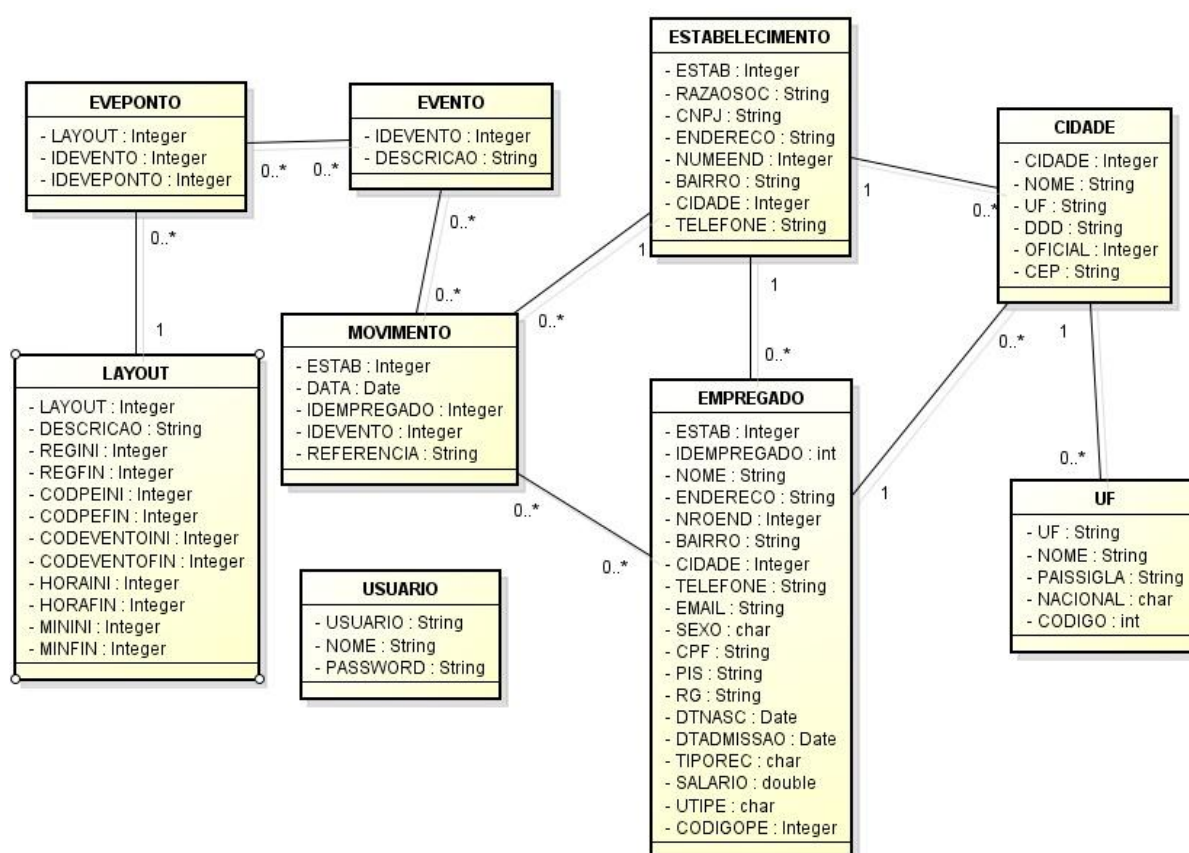 EVEPONTO
- LAYOUT : Integer
- IDEVENTO : Integer
- IDEVEPONTO : Integer
0..*
0..*
EVENTO
- IDEVENTO : Integer
- DESCRICAO : String
0..*
0..*
0..*
1
LAYOUT
- LAYOUT : Integer
- DESCRICAO : String
- REGINI : Integer
- REGFIN : Integer
- CODPEINI : Integer
- CODPEFIN : Integer
- CODEVENTOINI : Integer
- CODEVENTOFIN : Integer
- HORAINI : Integer
- HORAFIN : Integer
- MININI : Integer
- MINFIN : Integer
MOVIMENTO
- ESTAB : Integer
- DATA : Date
- IDEMPREGADO : Integer
- IDEVENTO : Integer
- REFERENCIA : String
0..*
1
0..*
0..*
USUARIO
- USUARIO : String
- NOME : String
- PASSWORD : String
ESTABELECIMENTO
- ESTAB : Integer
- RAZAOSOC : String
- CNPJ : String
- ENDERECO : String
- NUMEEND : Integer
- BAIRRO : String
- CIDADE : Integer
- TELEFONE : String
1
0..*
1
0..*
EMPREGADO
- ESTAB : Integer
- IDEMPREGADO : int
- NOME : String
- ENDERECO : String
- NROEND : Integer
- BAIRRO : String
- CIDADE : Integer
- TELEFONE : String
- EMAIL : String
- SEXO : char
- CPF : String
- PIS : String
- RG : String
- DTNASC : Date
- DTADMISSAO : Date
- TIPOREC : char
- SALARIO : double
- UTIPE : char
- CODIGOPE : Integer
CIDADE
- CIDADE : Integer
- NOME : String
- UF : String
- DDD : String
- OFICIAL : Integer
- CEP : String
0..*
1
1
0..*
UF
- UF : String
- NOME : String
- PAISSIGLA : String
- NACIONAL : char
- CODIGO : int